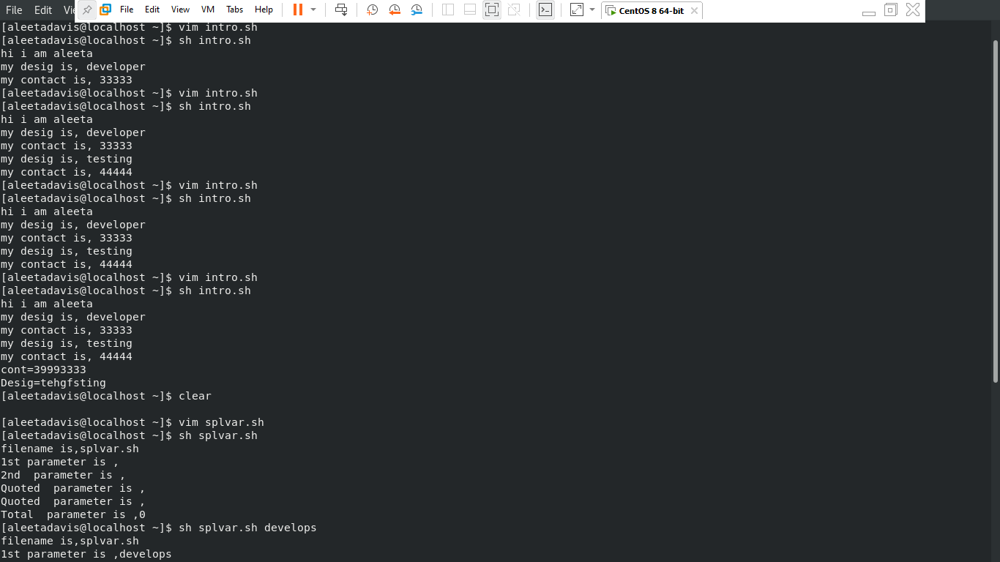 File Edit Vi File Edit View VM Tabs Help CentOS 8 64-bit
[aleetadavis@localhost ~]$ vim intro.sh
[aleetadavis@localhost ~]$ sh intro.sh
hi i am aleeta
my desig is, developer
my contact is, 33333
[aleetadavis@localhost ~]$ vim intro.sh
[aleetadavis@localhost ~]$ sh intro.sh
hi i am aleeta
my desig is, developer
my contact is, 33333
my desig is, testing
my contact is, 44444
[aleetadavis@localhost ~]$ vim intro.sh
[aleetadavis@localhost ~]$ sh intro.sh
hi i am aleeta
my desig is, developer
my contact is, 33333
my desig is, testing
my contact is, 44444
[aleetadavis@localhost ~]$ vim intro.sh
[aleetadavis@localhost ~]$ sh intro.sh
hi i am aleeta
my desig is, developer
my contact is, 33333
my desig is, testing
my contact is, 44444
cont=39993333
Desig=tehgfsting
[aleetadavis@localhost ~]$ clear
[aleetadavis@localhost ~]$ vim splvar.sh
[aleetadavis@localhost ~]$ sh splvar.sh
filename is,splvar.sh
1st parameter is ,
2nd  parameter is ,
Quoted  parameter is ,
Quoted  parameter is ,
Total  parameter is ,0
[aleetadavis@localhost ~]$ sh splvar.sh develops
filename is,splvar.sh
1st parameter is ,develops